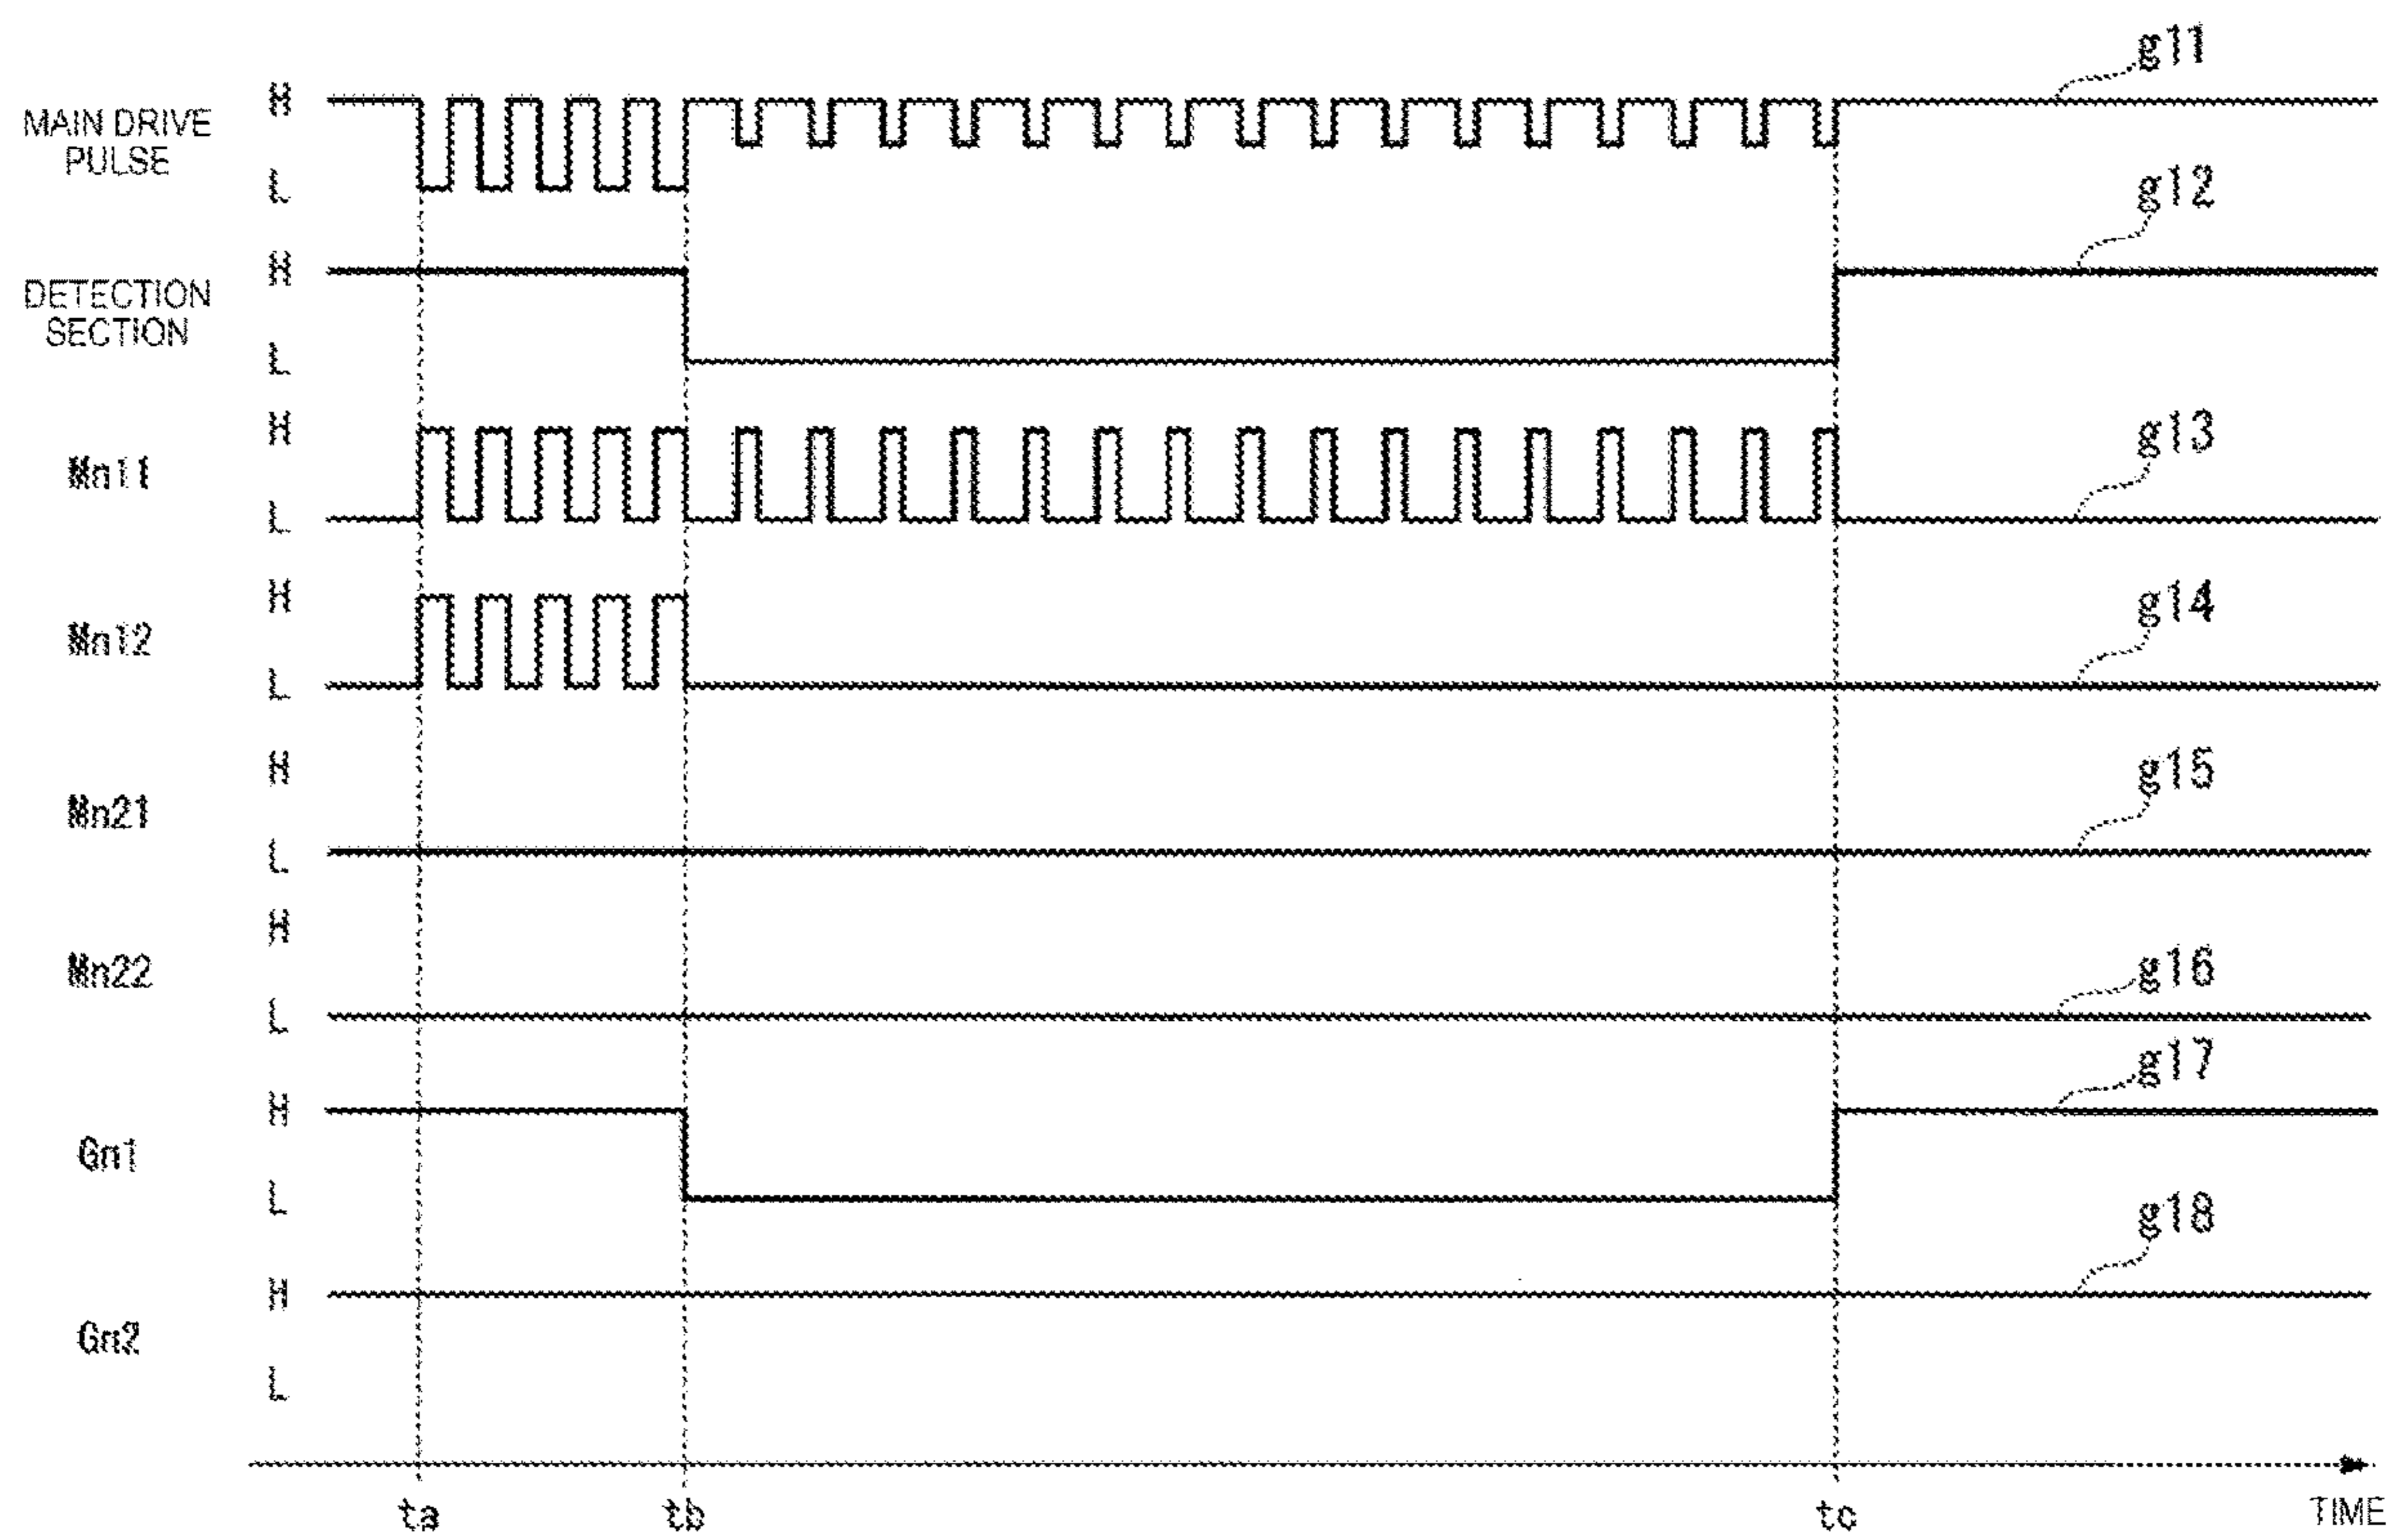 g11
H
MAIN DRIVE
PULSE
L
g12
H
DETECTION
SECTION
L
H
g13
Mn11
L
H
g14
Mn12
L
H
g15
Mn21
L
H
g16
Mn22
L
g17
H
Gn1
L
g18
H
Gn2
L
ta tb tc TIME